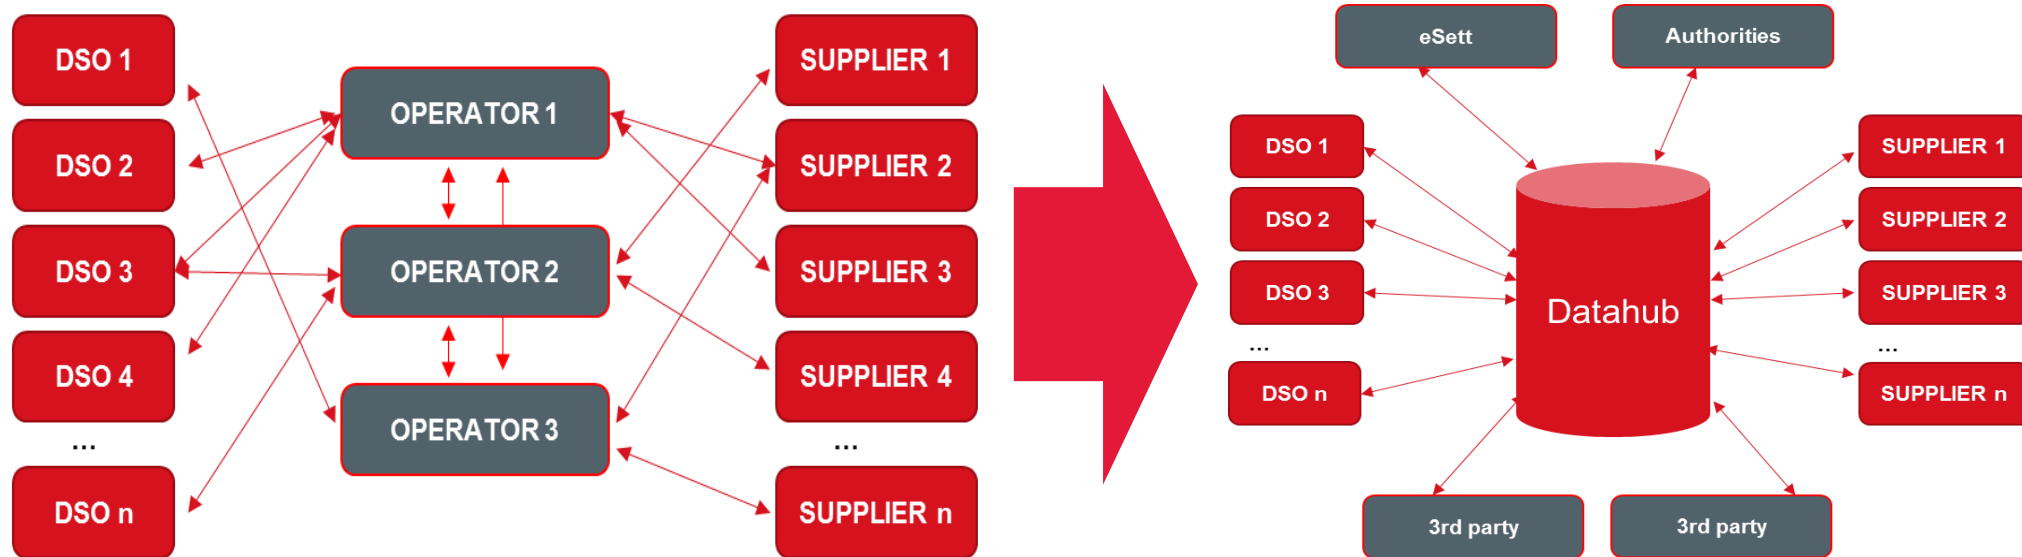 DSO 1
DSO 2
DSO 3
DSO 4
...
DSO n
OPERATOR 1
OPERATOR 2
OPERATOR 3
SUPPLIER 1
SUPPLIER 2
SUPPLIER 3
SUPPLIER 4
...
SUPPLIER n
eSett
Authorities
DSO 1
DSO 2
DSO 3
...
DSO n
Datahub
SUPPLIER 1
SUPPLIER 2
SUPPLIER 3
...
SUPPLIER n
3rd party
3rd party